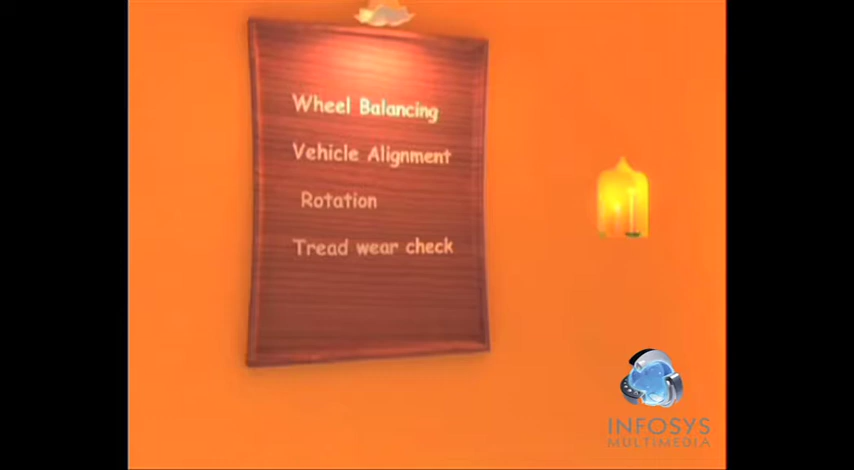 Wheel Balancing
Vehicle Alignment
Rotation
Tread wear check
INFOSYS
MULTIMEDIA